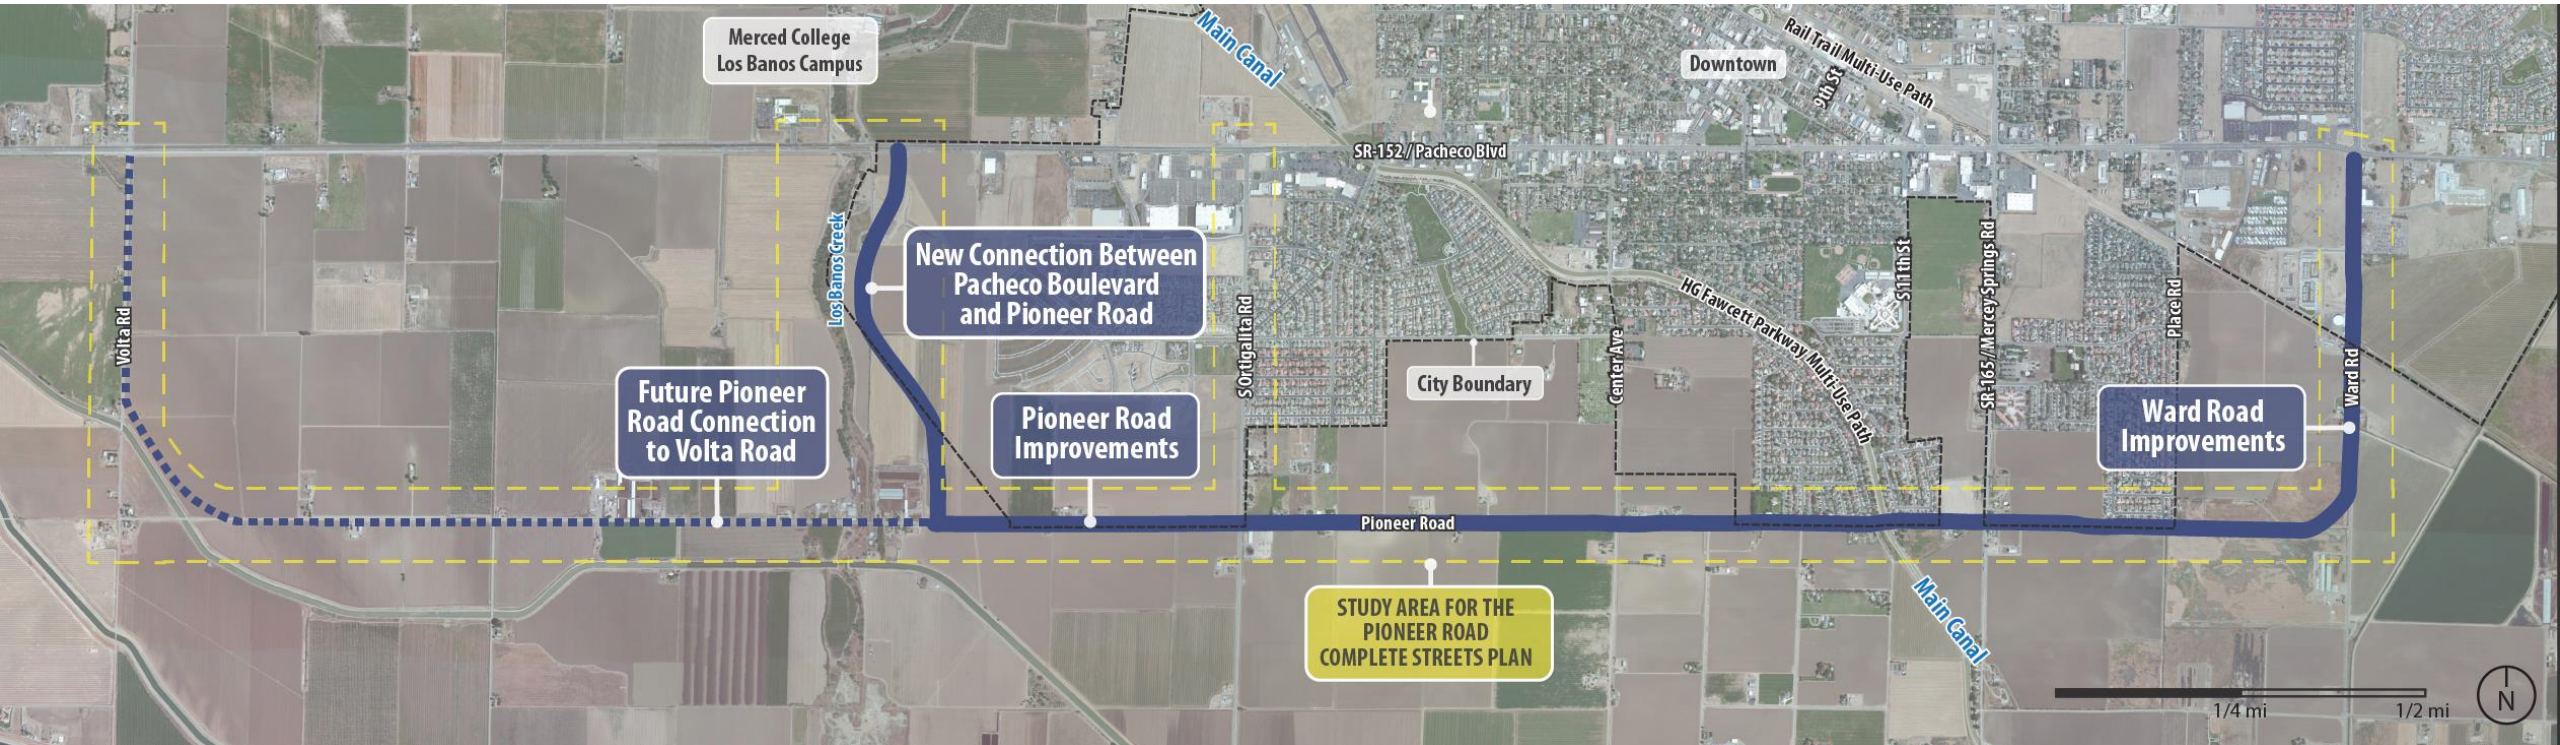 Merced College
Los Banos Campus
Main Canal
Downtown
Rail Trail Multi-Use Path
9th St
SR-152 / Pacheco Blvd
Los Banos Creek
New Connection Between
Pacheco Boulevard
and Pioneer Road
Volta Rd
S Ortigalita Rd
HG Fawcett Parkway Multi-Use Path
S 11th St
SR-165 / Mercey Springs Rd
Place Rd
Center Ave
City Boundary
Ward Rd
Future Pioneer
Road Connection
to Volta Road
Pioneer Road
Improvements
Ward Road
Improvements
Pioneer Road
STUDY AREA FOR THE
PIONEER ROAD
COMPLETE STREETS PLAN
Main Canal
1/4 mi
1/2 mi
N